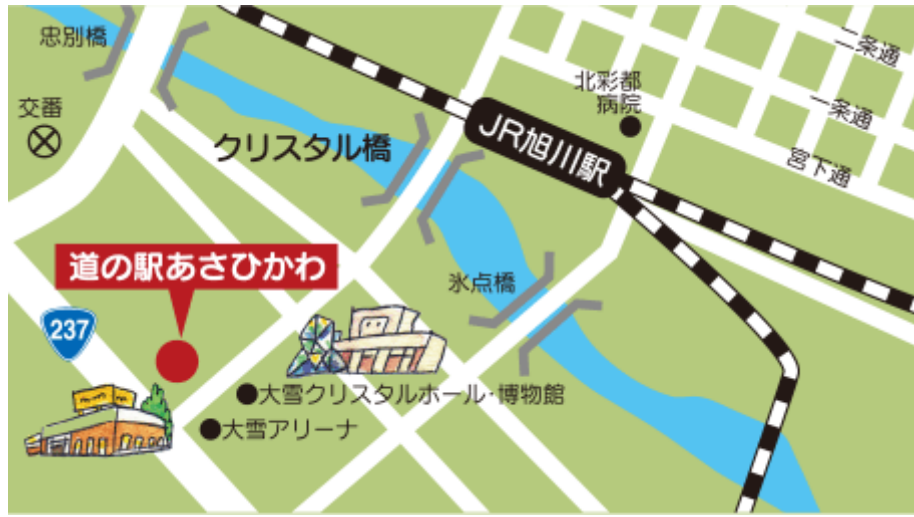 忠別橋
二条通
北彩都
病院
交番
一条通
JR旭川駅
クリスタル橋
宮下通
道の駅あさひかわ
氷点橋
237
●大雪クリスタルホール・博物館
●大雪アリーナ